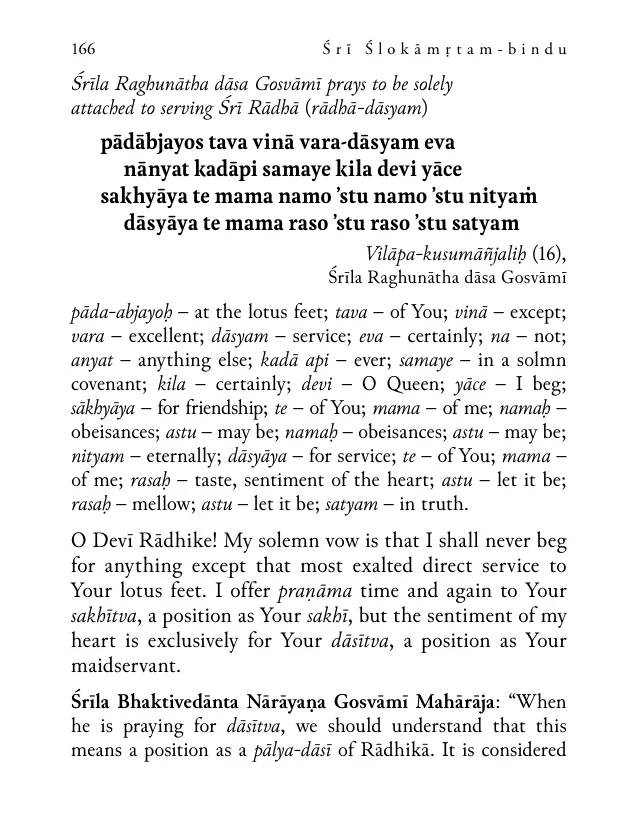 166 Śrī Ślokāmṛtam-bindu
Śrīla Raghunātha dāsa Gosvāmī prays to be solely
attached to serving Śrī Rādhā (rādhā-dāsyam)
pādābjayos tava vinā vara-dāsyam eva
nānyat kadāpi samaye kila devi yāce
sakhyāya te mama namo ’stu namo ’stu nityaṁ
dāsyāya te mama raso ’stu raso ’stu satyam
Vilāpa-kusumāñjaliḥ (16),
Śrīla Raghunātha dāsa Gosvāmī
pāda-abjayoḥ – at the lotus feet; tava – of You; vinā – except;
vara – excellent; dāsyam – service; eva – certainly; na – not;
anyat – anything else; kadā api – ever; samaye – in a solmn
covenant; kila – certainly; devi – O Queen; yāce – I beg;
sākhyāya – for friendship; te – of You; mama – of me; namaḥ –
obeisances; astu – may be; namaḥ – obeisances; astu – may be;
nityam – eternally; dāsyāya – for service; te – of You; mama –
of me; rasaḥ – taste, sentiment of the heart; astu – let it be;
rasaḥ – mellow; astu – let it be; satyam – in truth.
O Devī Rādhike! My solemn vow is that I shall never beg
for anything except that most exalted direct service to
Your lotus feet. I offer praṇāma time and again to Your
sakhītva, a position as Your sakhī, but the sentiment of my
heart is exclusively for Your dāsītva, a position as Your
maidservant.
Śrīla Bhaktivedānta Nārāyaṇa Gosvāmī Mahārāja: “When
he is praying for dāsītva, we should understand that this
means a position as a pālya-dāsī of Rādhikā. It is considered